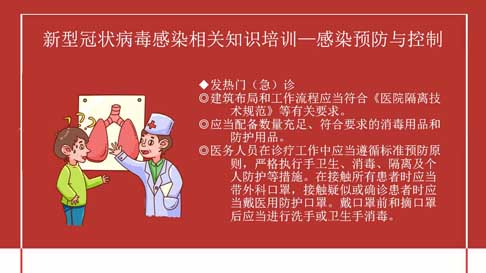 新型冠状病毒感染相关知识培训—感染预防与控制
◆发热门（急）诊
◎建筑布局和工作流程应当符合《医院隔离技
术规范》等有关要求。
◎应当配备数量充足、符合要求的消毒用品和
防护用品。
◎医务人员在诊疗工作中应当遵循标准预防原
则，严格执行手卫生、消毒、隔离及个
人防护等措施。在接触所有患者时应当
带外科口罩，接触疑似或确诊患者时应
当戴医用防护口罩。戴口罩前和摘口罩
后应当进行洗手或卫生手消毒。